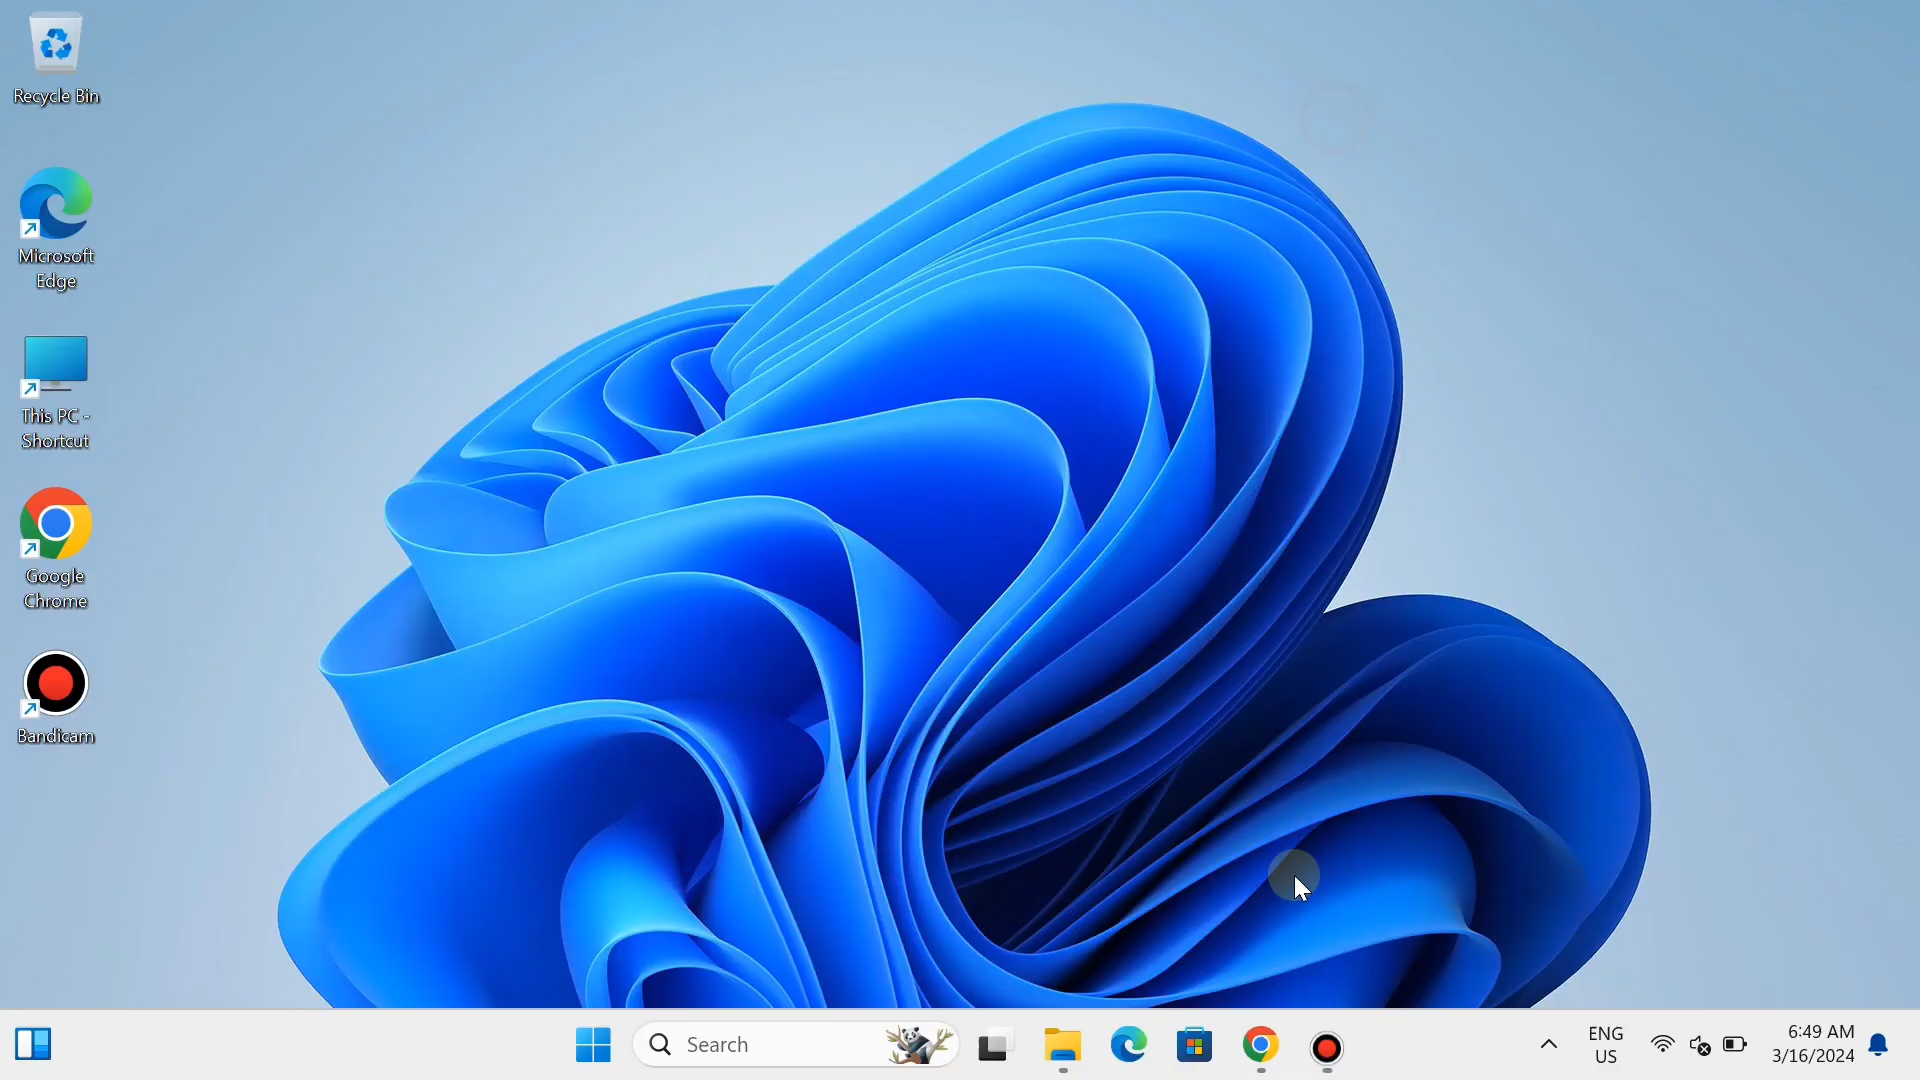 Recycle Bin
Microsoft
Edge
This PC -
Shortcut
Google
Chrome
Bandicam
Search
ENG
US
6:49 AM
3/16/2024